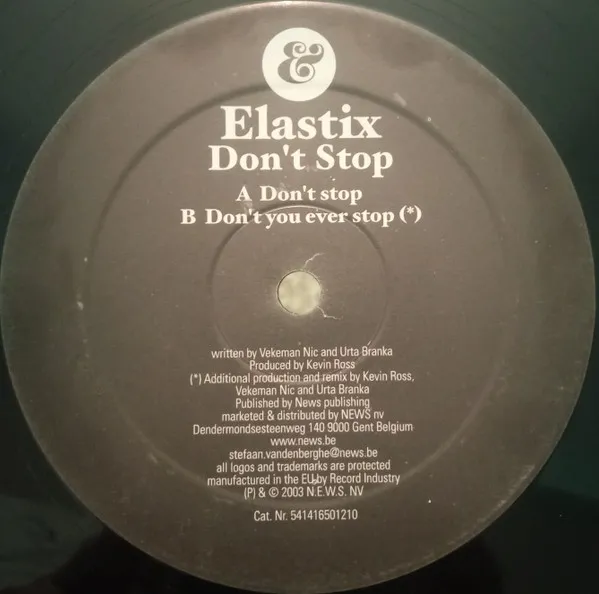 &
Elastix
Don't Stop
A Don't stop
B Don't you ever stop (*)
written by Vekeman Nic and Urta Branka
Produced by Kevin Ross
(*) Additional production and remix by Kevin Ross,
Vekeman Nic and Urta Branka
Published by News publishing
marketed & distributed by NEWS nv
Dendermondsesteenweg 140 9000 Gent Belgium
www.news.be
stefaan.vandenberghe@news.be
all logos and trademarks are protected
manufactured in the EU by Record Industry
(P) & © 2003 N.E.W.S. NV
Cat. Nr. 541416501210